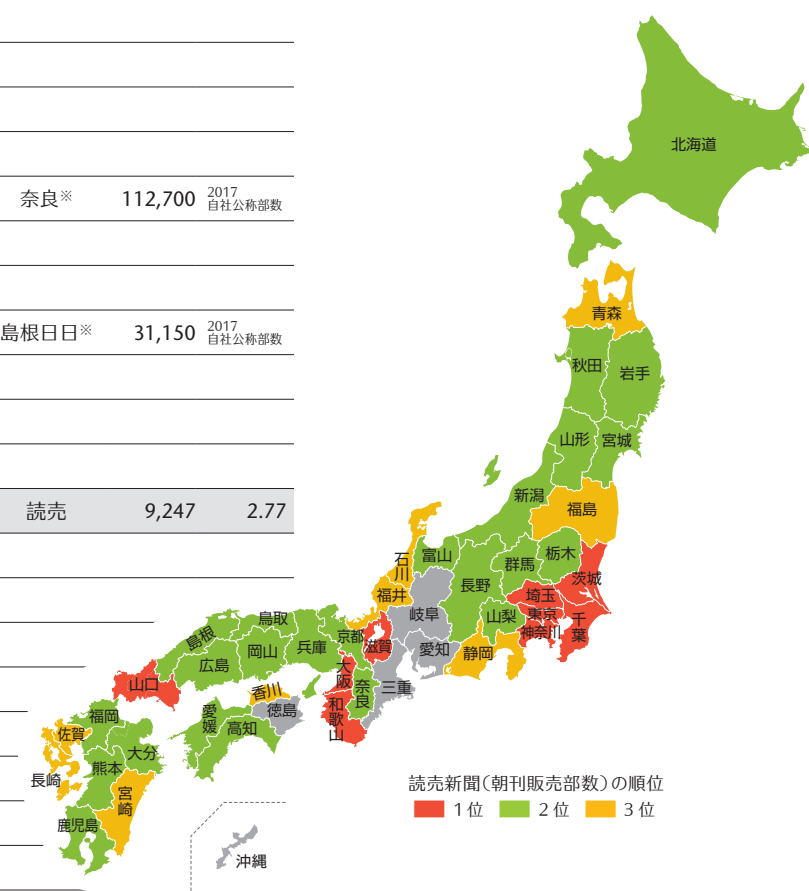 奈良※ 112,700 2017 自社公称部数
島根日日※ 31,150 2017 自社公称部数
読売 9,247 2.77
北海道
青森
秋田
岩手
山形
宮城
新潟
福島
石川
富山
群馬
栃木
茨城
福井
長野
埼玉
岐阜
山梨
東京
千葉
神奈川
鳥取
島根
岡山
兵庫
京都
滋賀
愛知
静岡
広島
大阪
奈良
三重
山口
香川
徳島
和歌山
福岡
愛媛
高知
佐賀
大分
長崎
熊本
宮崎
鹿児島
沖縄
読売新聞(朝刊販売部数)の順位
1位 2位 3位